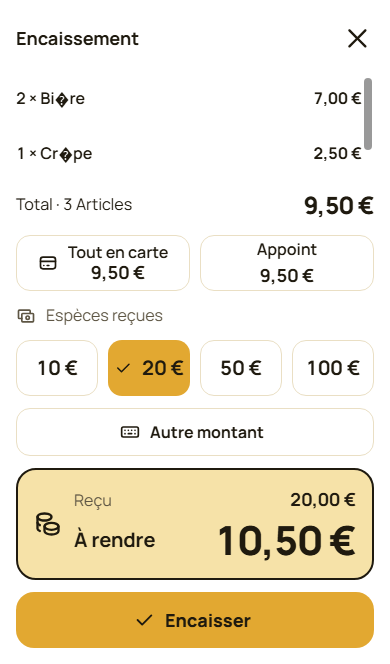 Encaissement
2 × Bi�re 7,00 €
1 × Cr�pe 2,50 €
Total · 3 Articles 9,50 €
Tout en carte
9,50 €
Appoint
9,50 €
Espèces reçues
10 €
20 €
50 €
100 €
Autre montant
Reçu 20,00 €
À rendre 10,50 €
Encaisser